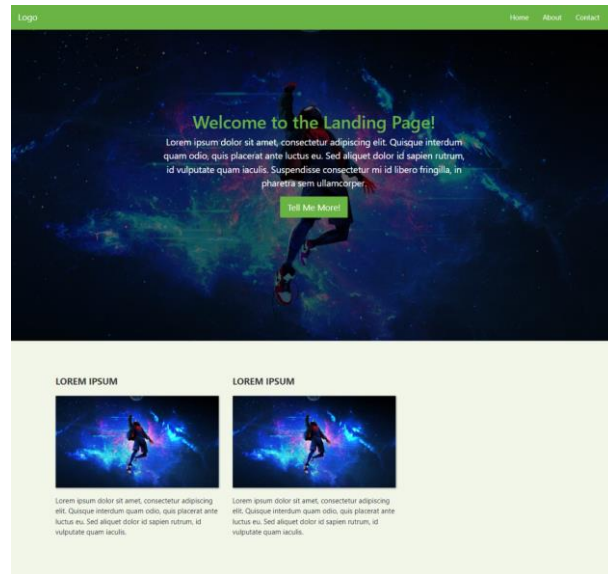 Logo
Home About Contact
Welcome to the Landing Page!
Lorem ipsum dolor sit amet, consectetur adipiscing elit. Quisque interdum
quam odio, quis placerat ante luctus eu. Sed aliquet dolor id sapien rutrum,
id vulputate quam iaculis. Suspendisse consectetur mi id libero fringilla, in
pharetra sem ullamcorper.
Tell Me More!
LOREM IPSUM
Lorem ipsum dolor sit amet, consectetur adipiscing
elit. Quisque interdum quam odio, quis placerat ante
luctus eu. Sed aliquet dolor id sapien rutrum, id
vulputate quam iaculis.
LOREM IPSUM
Lorem ipsum dolor sit amet, consectetur adipiscing
elit. Quisque interdum quam odio, quis placerat ante
luctus eu. Sed aliquet dolor id sapien rutrum, id
vulputate quam iaculis.